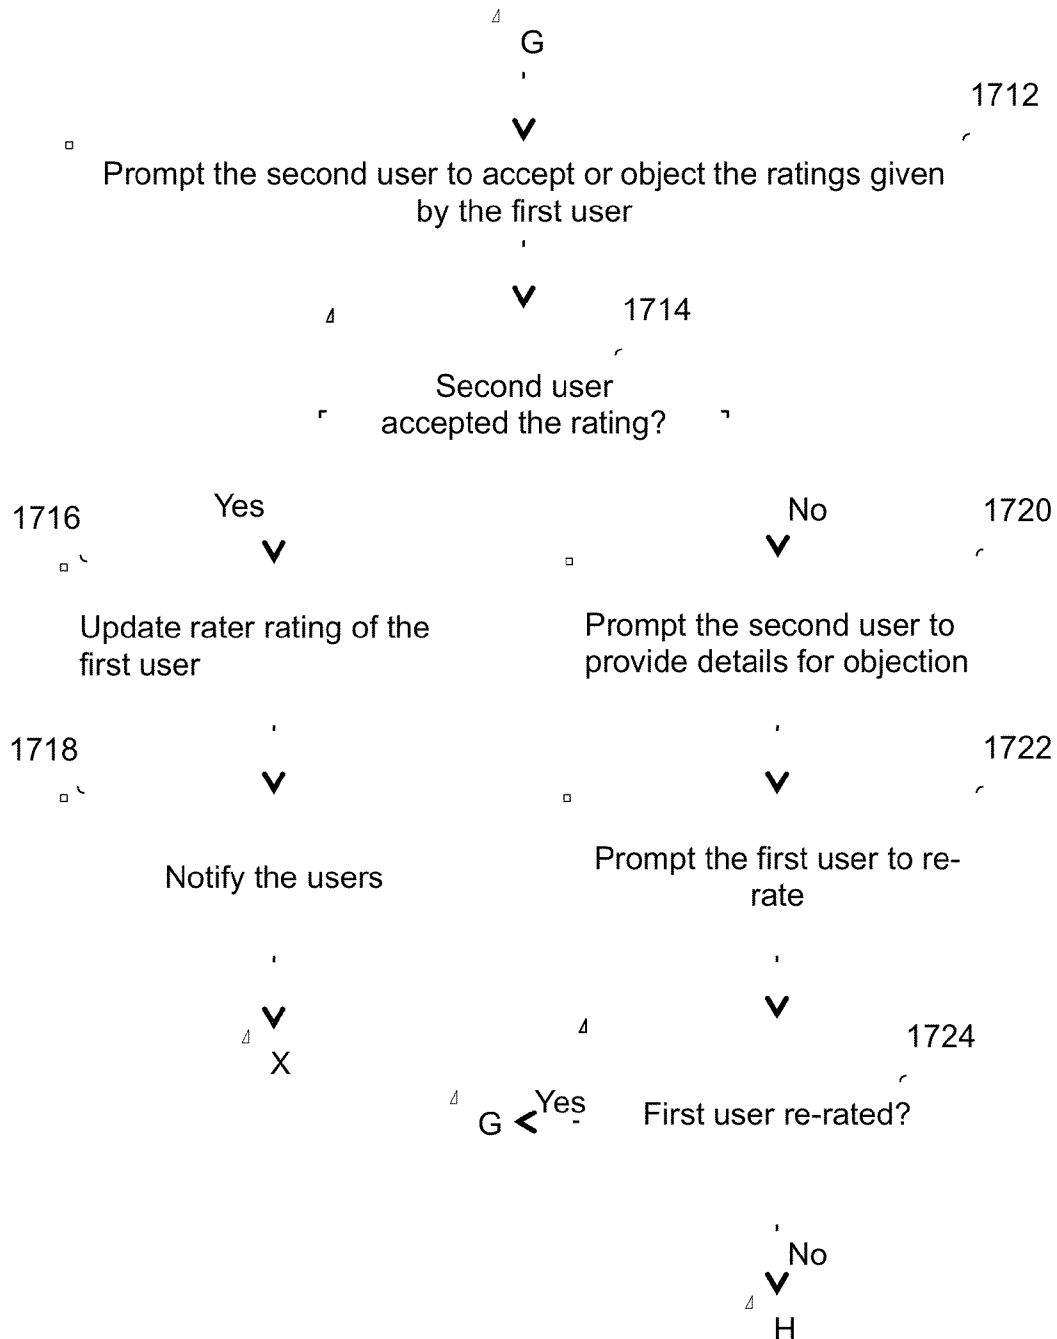 G
1712
Prompt the second user to accept or object the ratings given
by the first user
1714
Second user
accepted the rating?
Yes
No
1716
1720
Update rater rating of the
first user
Prompt the second user to
provide details for objection
1718
1722
Notify the users
Prompt the first user to re-
rate
X
1724
G
Yes
First user re-rated?
No
H